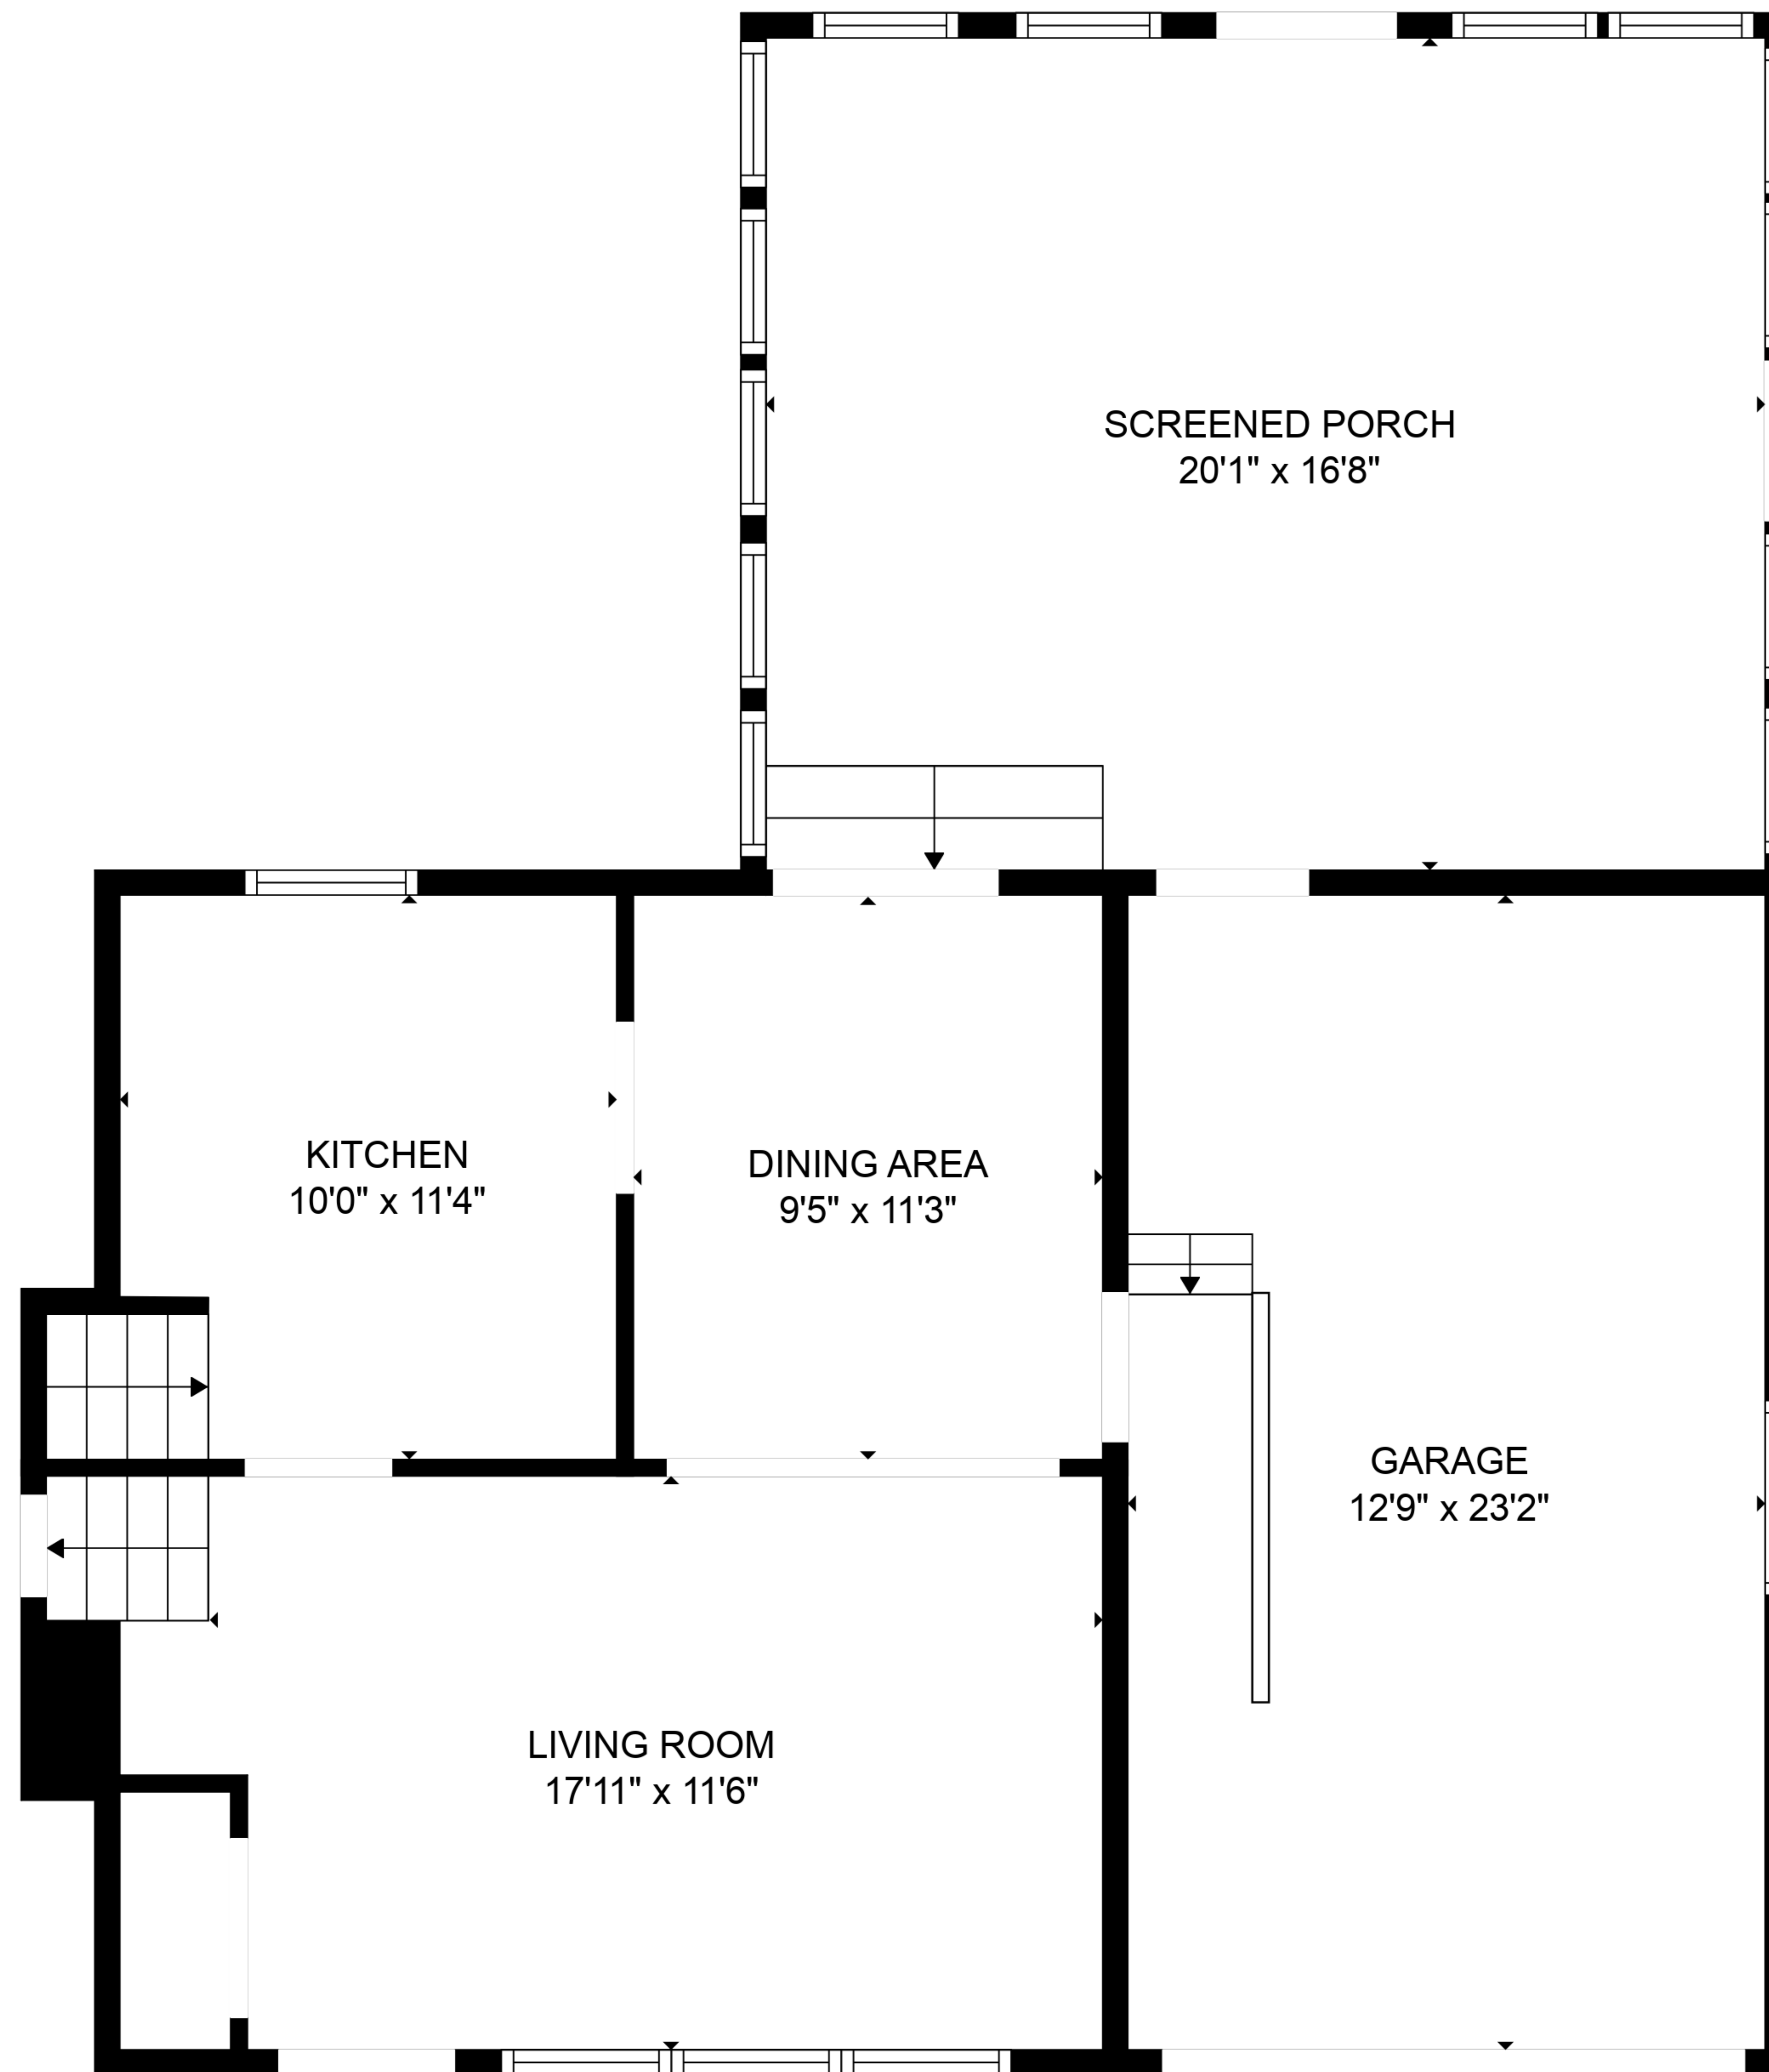 SCREENED PORCH
20'1" x 16'8"
KITCHEN
10'0" x 11'4"
DINING AREA
9'5" x 11'3"
GARAGE
12'9" x 23'2"
LIVING ROOM
17'11" x 11'6"